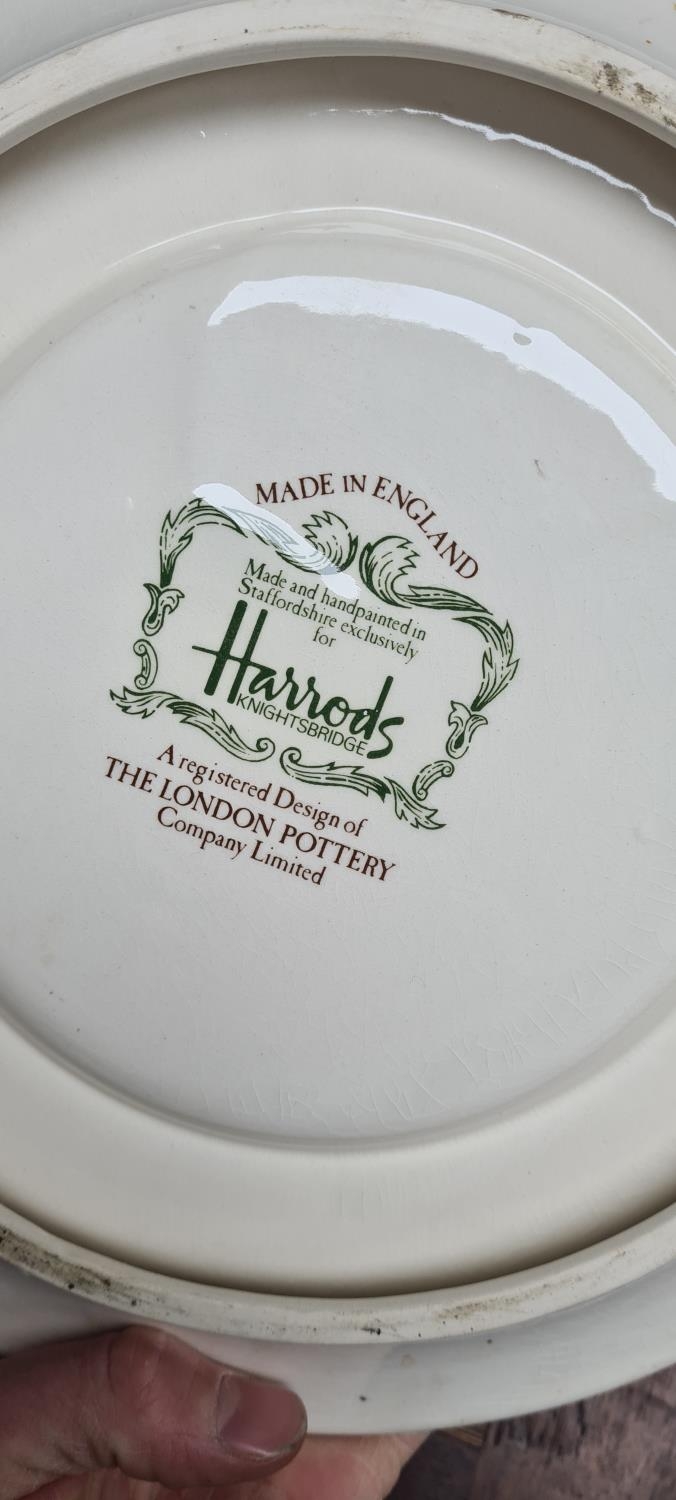 MADE IN ENGLAND
Made and handpainted in
Staffordshire exclusively
for
Harrods
KNIGHTSBRIDGE
A registered Design of
THE LONDON POTTERY
Company Limited